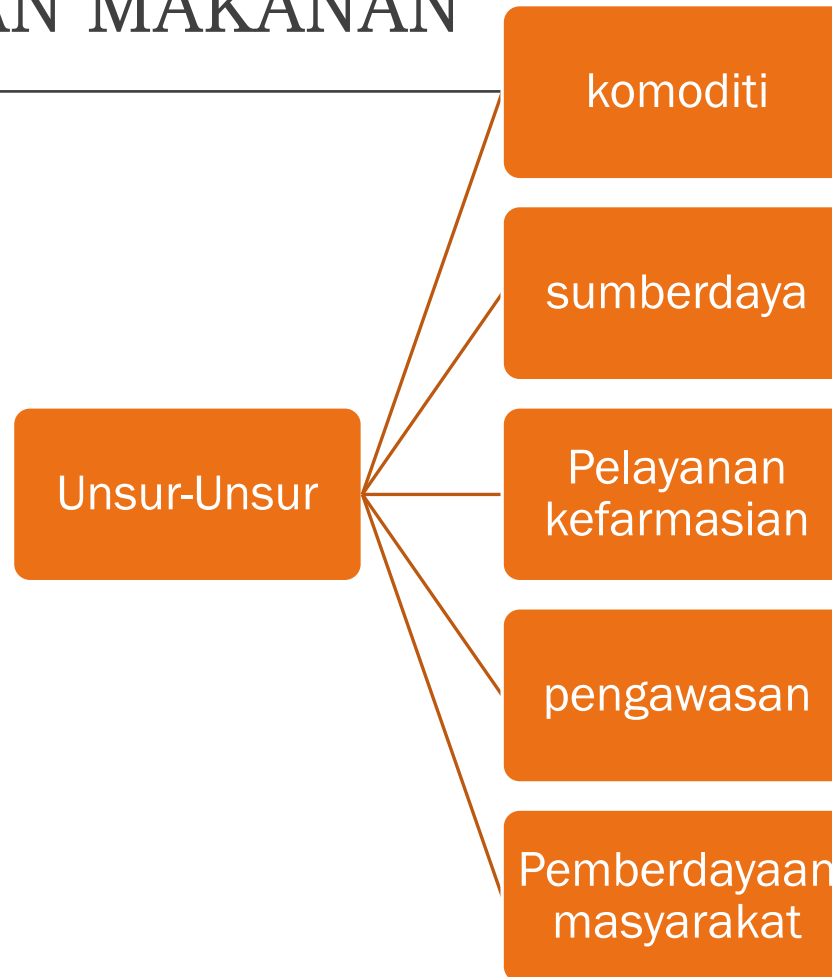 AN MAKANAN
komoditi
sumberdaya
Unsur-Unsur
Pelayanan
kefarmasian
pengawasan
Pemberdayaan
masyarakat